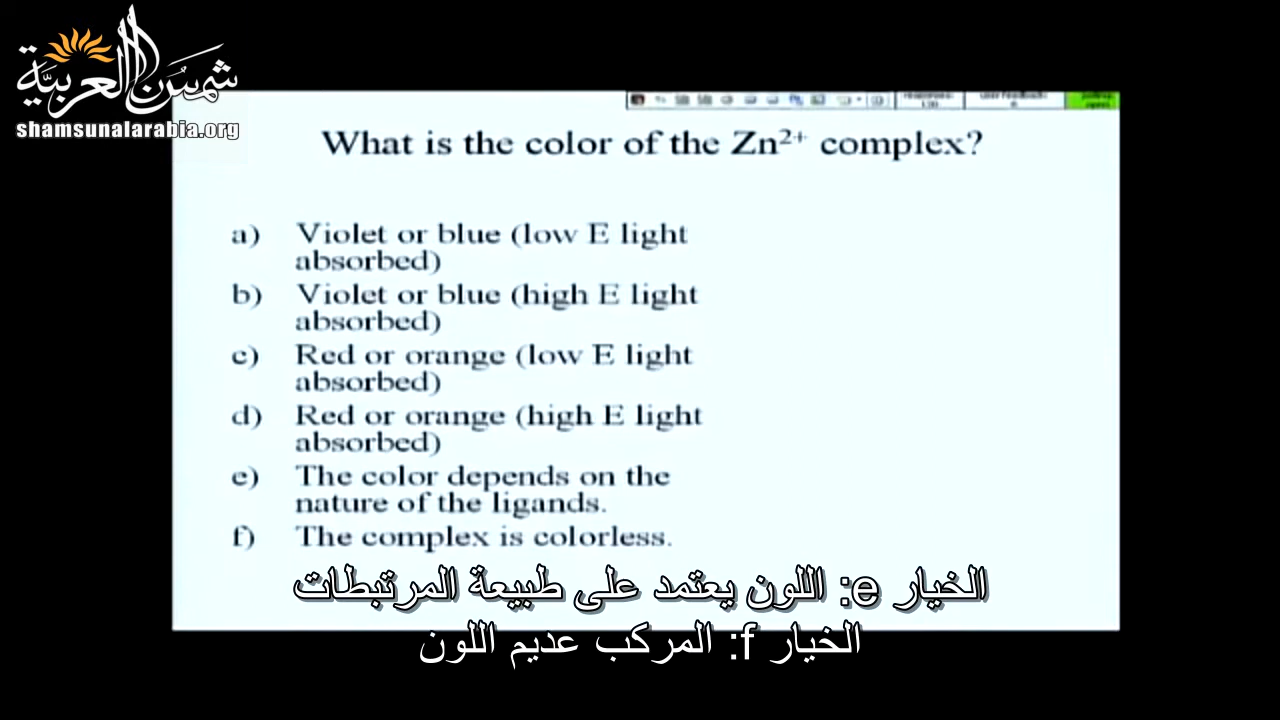 شمس العربية
shamsunalarabia.org
What is the color of the Zn²⁺ complex?
a) Violet or blue (low E light
absorbed)
b) Violet or blue (high E light
absorbed)
c) Red or orange (low E light
absorbed)
d) Red or orange (high E light
absorbed)
e) The color depends on the
nature of the ligands.
f) The complex is colorless.
الخيار e: اللون يعتمد على طبيعة المرتبطات
الخيار f: المركب عديم اللون